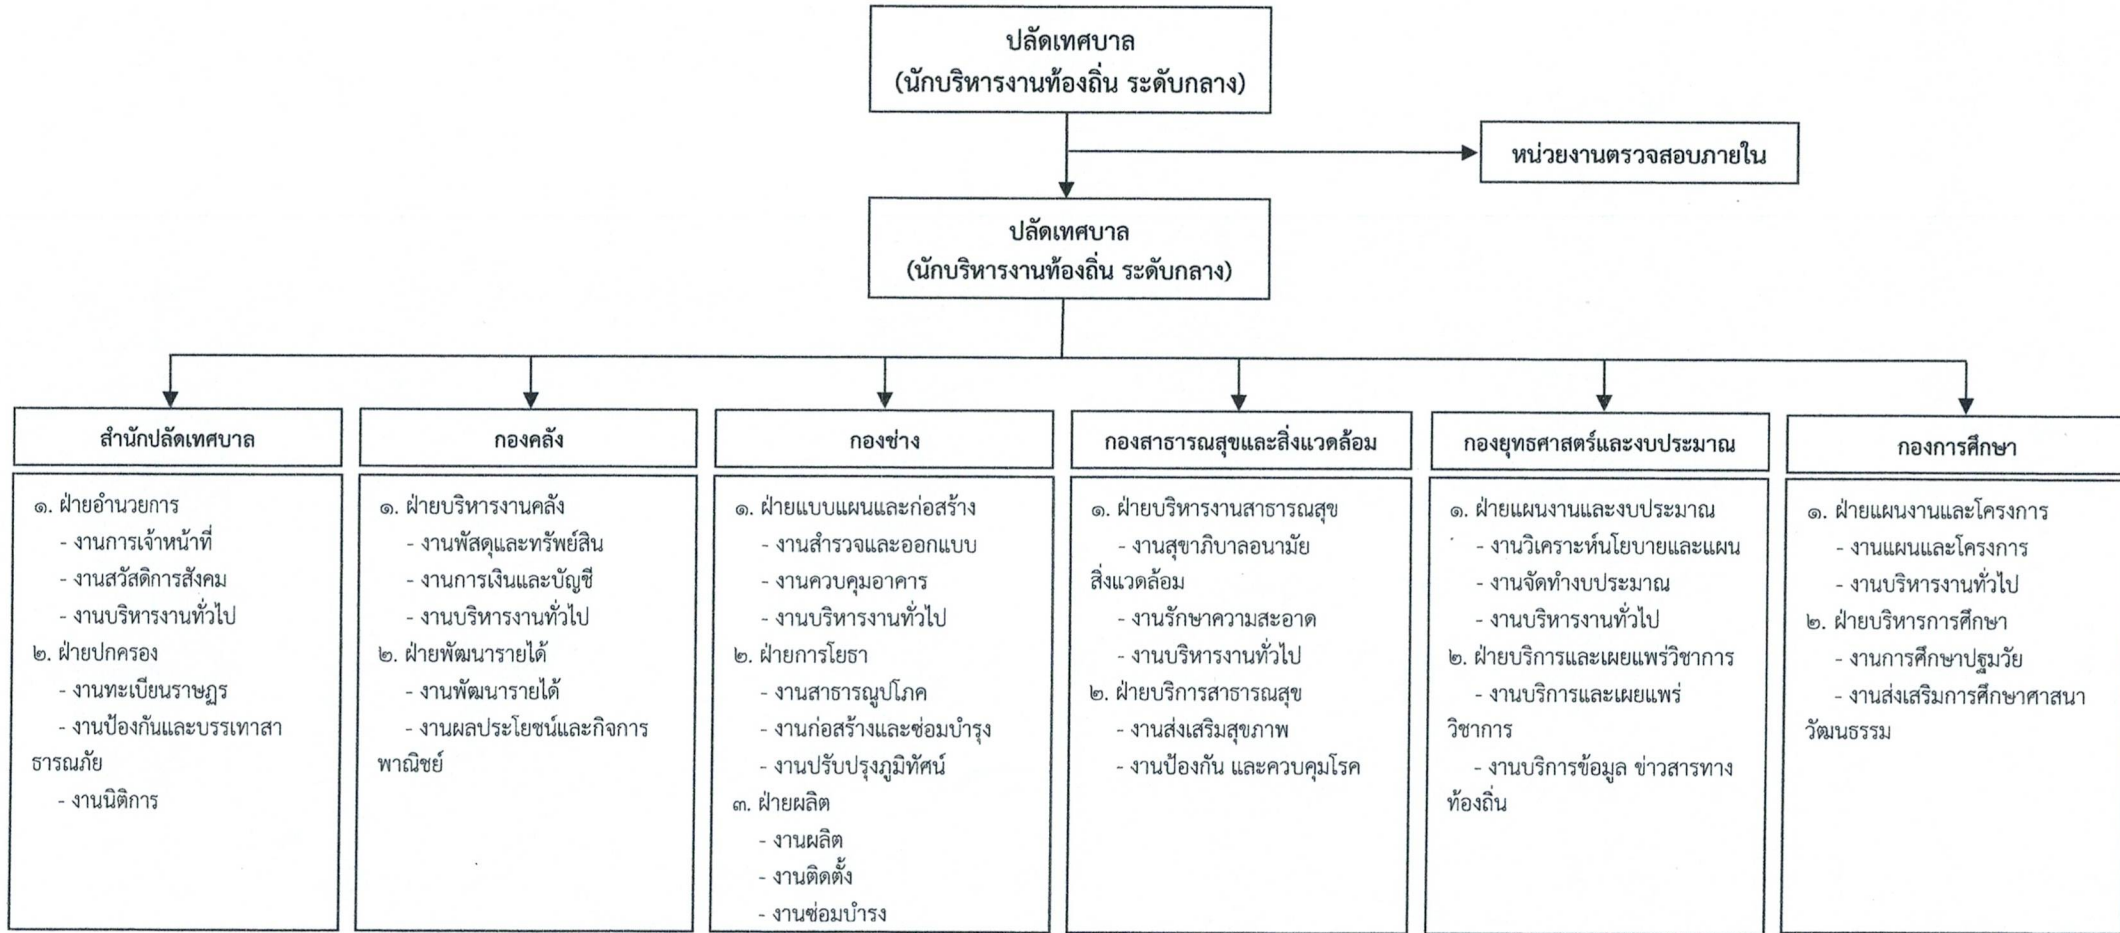 ปลัดเทศบาล
(นักบริหารงานท้องถิ่น ระดับกลาง)
หน่วยงานตรวจสอบภายใน
ปลัดเทศบาล
(นักบริหารงานท้องถิ่น ระดับกลาง)
สำนักปลัดเทศบาล
๑. ฝ่ายอำนวยการ
- งานการเจ้าหน้าที่
- งานสวัสดิการสังคม
- งานบริหารงานทั่วไป
๒. ฝ่ายปกครอง
- งานทะเบียนราษฎร
- งานป้องกันและบรรเทาสา
ธารณภัย
- งานนิติการ
กองคลัง
๑. ฝ่ายบริหารงานคลัง
- งานพัสดุและทรัพย์สิน
- งานการเงินและบัญชี
- งานบริหารงานทั่วไป
๒. ฝ่ายพัฒนารายได้
- งานพัฒนารายได้
- งานผลประโยชน์และกิจการ
พาณิชย์
กองช่าง
๑. ฝ่ายแบบแผนและก่อสร้าง
- งานสำรวจและออกแบบ
- งานควบคุมอาคาร
- งานบริหารงานทั่วไป
๒. ฝ่ายการโยธา
- งานสาธารณูปโภค
- งานก่อสร้างและซ่อมบำรุง
- งานปรับปรุงภูมิทัศน์
๓. ฝ่ายผลิต
- งานผลิต
- งานติดตั้ง
- งานซ่อมบำรุง
กองสาธารณสุขและสิ่งแวดล้อม
๑. ฝ่ายบริหารงานสาธารณสุข
- งานสุขาภิบาลอนามัย
สิ่งแวดล้อม
- งานรักษาความสะอาด
- งานบริหารงานทั่วไป
๒. ฝ่ายบริการสาธารณสุข
- งานส่งเสริมสุขภาพ
- งานป้องกัน และควบคุมโรค
กองยุทธศาสตร์และงบประมาณ
๑. ฝ่ายแผนงานและงบประมาณ
- งานวิเคราะห์นโยบายและแผน
- งานจัดทำงบประมาณ
- งานบริหารงานทั่วไป
๒. ฝ่ายบริการและเผยแพร่วิชาการ
- งานบริการและเผยแพร่
วิชาการ
- งานบริการข้อมูล ข่าวสารทาง
ท้องถิ่น
กองการศึกษา
๑. ฝ่ายแผนงานและโครงการ
- งานแผนและโครงการ
- งานบริหารงานทั่วไป
๒. ฝ่ายบริหารการศึกษา
- งานการศึกษาปฐมวัย
- งานส่งเสริมการศึกษาศาสนา
วัฒนธรรม